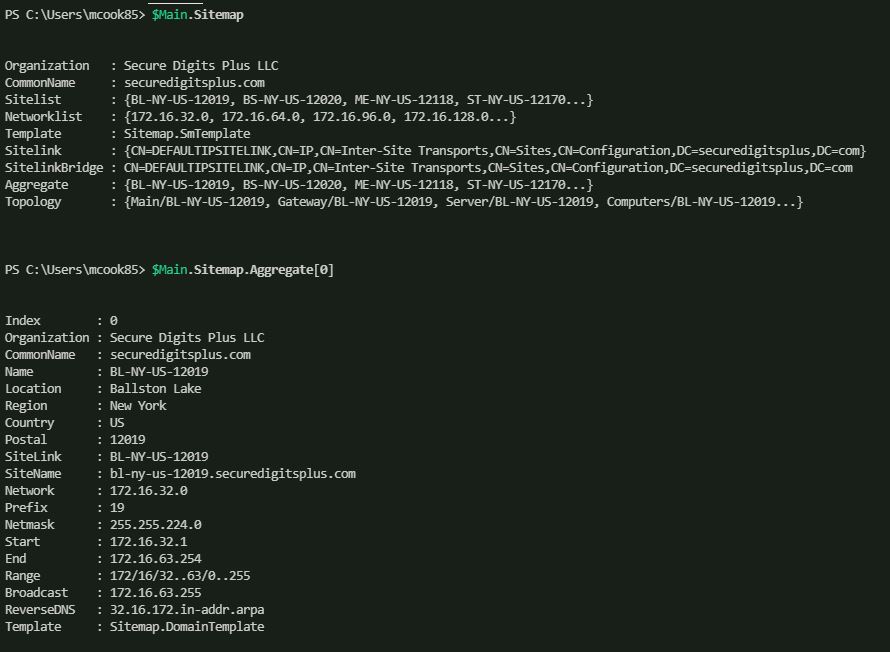 PS C:\Users\mcook85> $Main.Sitemap
Organization   : Secure Digits Plus LLC
CommonName     : securedigitsplus.com
Sitelist       : {BL-NY-US-12019, BS-NY-US-12020, ME-NY-US-12118, ST-NY-US-12170...}
Networklist    : {172.16.32.0, 172.16.64.0, 172.16.96.0, 172.16.128.0...}
Template       : Sitemap.SmTemplate
Sitelink       : {CN=DEFAULTIPSITELINK,CN=IP,CN=Inter-Site Transports,CN=Sites,CN=Configuration,DC=securedigitsplus,DC=com}
SitelinkBridge : CN=DEFAULTIPSITELINK,CN=IP,CN=Inter-Site Transports,CN=Sites,CN=Configuration,DC=securedigitsplus,DC=com
Aggregate      : {BL-NY-US-12019, BS-NY-US-12020, ME-NY-US-12118, ST-NY-US-12170...}
Topology       : {Main/BL-NY-US-12019, Gateway/BL-NY-US-12019, Server/BL-NY-US-12019, Computers/BL-NY-US-12019...}
PS C:\Users\mcook85> $Main.Sitemap.Aggregate[0]
Index        : 0
Organization : Secure Digits Plus LLC
CommonName   : securedigitsplus.com
Name         : BL-NY-US-12019
Location     : Ballston Lake
Region       : New York
Country      : US
Postal       : 12019
SiteLink     : BL-NY-US-12019
SiteName     : bl-ny-us-12019.securedigitsplus.com
Network      : 172.16.32.0
Prefix       : 19
Netmask      : 255.255.224.0
Start        : 172.16.32.1
End          : 172.16.63.254
Range        : 172/16/32..63/0..255
Broadcast    : 172.16.63.255
ReverseDNS   : 32.16.172.in-addr.arpa
Template     : Sitemap.DomainTemplate